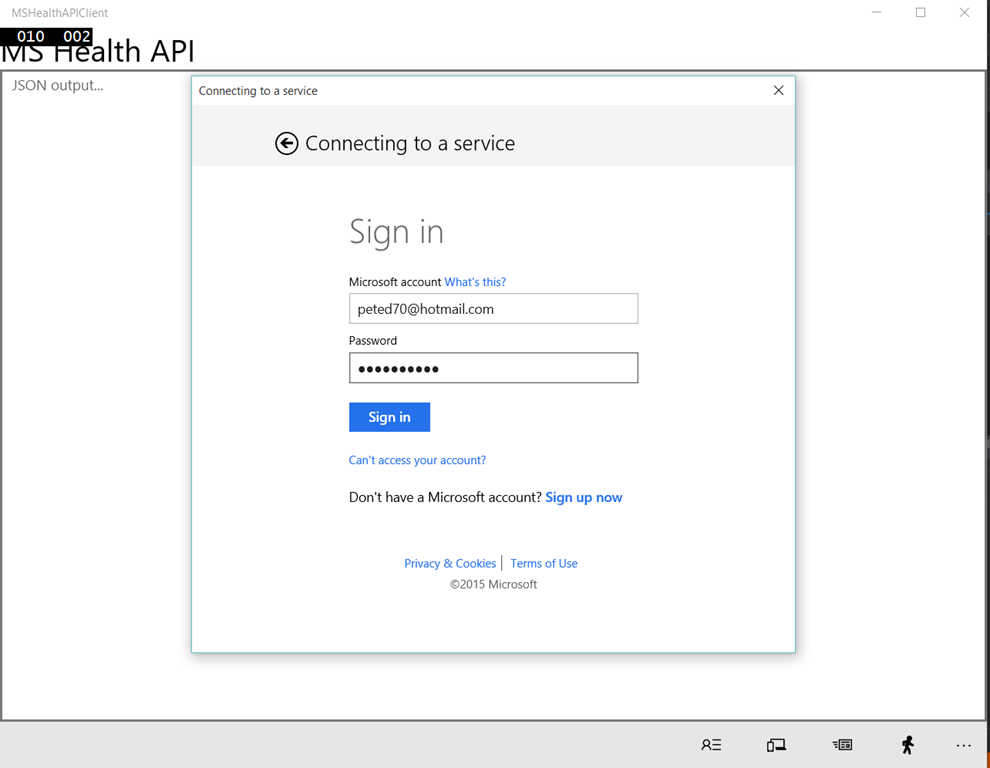 MSHealthAPIClient
010 002
MS Health API
JSON output...
Connecting to a service
Connecting to a service
Sign in
Microsoft account What's this?
peted70@hotmail.com
Password
●●●●●●●●●●
Sign in
Can't access your account?
Don't have a Microsoft account? Sign up now
Privacy & Cookies | Terms of Use
©2015 Microsoft
...